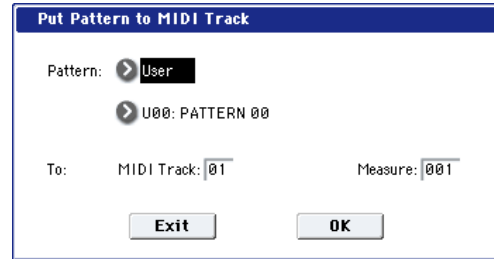 Put Pattern to MIDI Track
Pattern: User
U00: PATTERN 00
To: MIDI Track: 01 Measure: 001
Exit OK